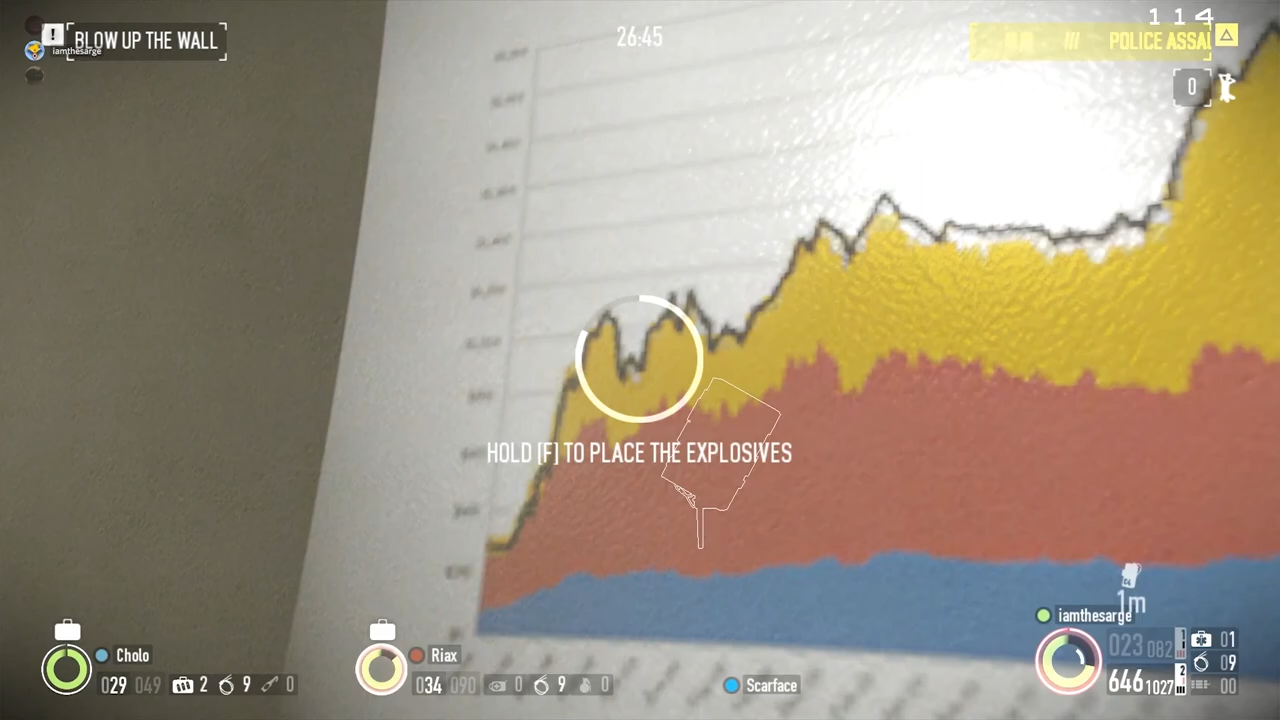 114
BLOW UP THE WALL
iamthesarge
26:45
POLICE ASSA
0
HOLD [F] TO PLACE THE EXPLOSIVES
1m
iamthesarge
Cholo
029 049 2 9 0
Riax
034 090 0 9 0
Scarface
023 082 01
09
646 1027 00